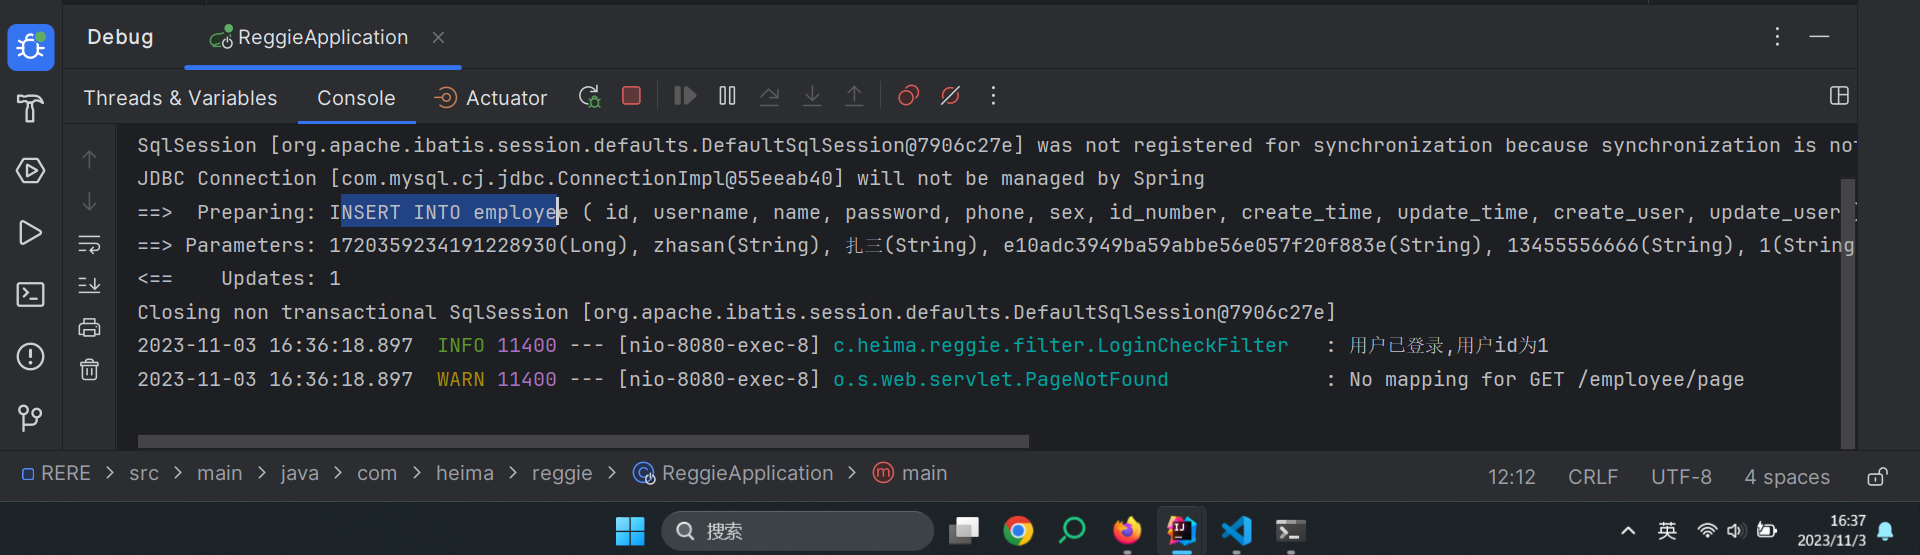 Debug
ReggieApplication
Threads & Variables
Console
Actuator
SqlSession [org.apache.ibatis.session.defaults.DefaultSqlSession@7906c27e] was not registered for synchronization because synchronization is no
JDBC Connection [com.mysql.cj.jdbc.ConnectionImpl@55eeab40] will not be managed by Spring
==>  Preparing: INSERT INTO employee ( id, username, name, password, phone, sex, id_number, create_time, update_time, create_user, update_user
==> Parameters: 1720359234191228930(Long), zhasan(String), 扎三(String), e10adc3949ba59abbe56e057f20f883e(String), 13455556666(String), 1(String
<==    Updates: 1
Closing non transactional SqlSession [org.apache.ibatis.session.defaults.DefaultSqlSession@7906c27e]
2023-11-03 16:36:18.897  INFO 11400 --- [nio-8080-exec-8] c.heima.reggie.filter.LoginCheckFilter   : 用户已登录,用户id为1
2023-11-03 16:36:18.897  WARN 11400 --- [nio-8080-exec-8] o.s.web.servlet.PageNotFound             : No mapping for GET /employee/page
RERE > src > main > java > com > heima > reggie > ReggieApplication > main
12:12 CRLF UTF-8 4 spaces
搜索
英
16:37
2023/11/3